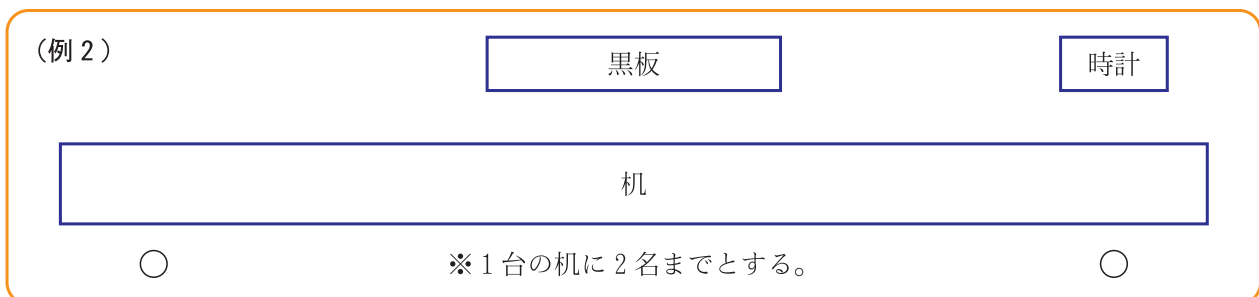 (例2)
黒板
時計
机
○ ※1台の机に2名までとする。 ○